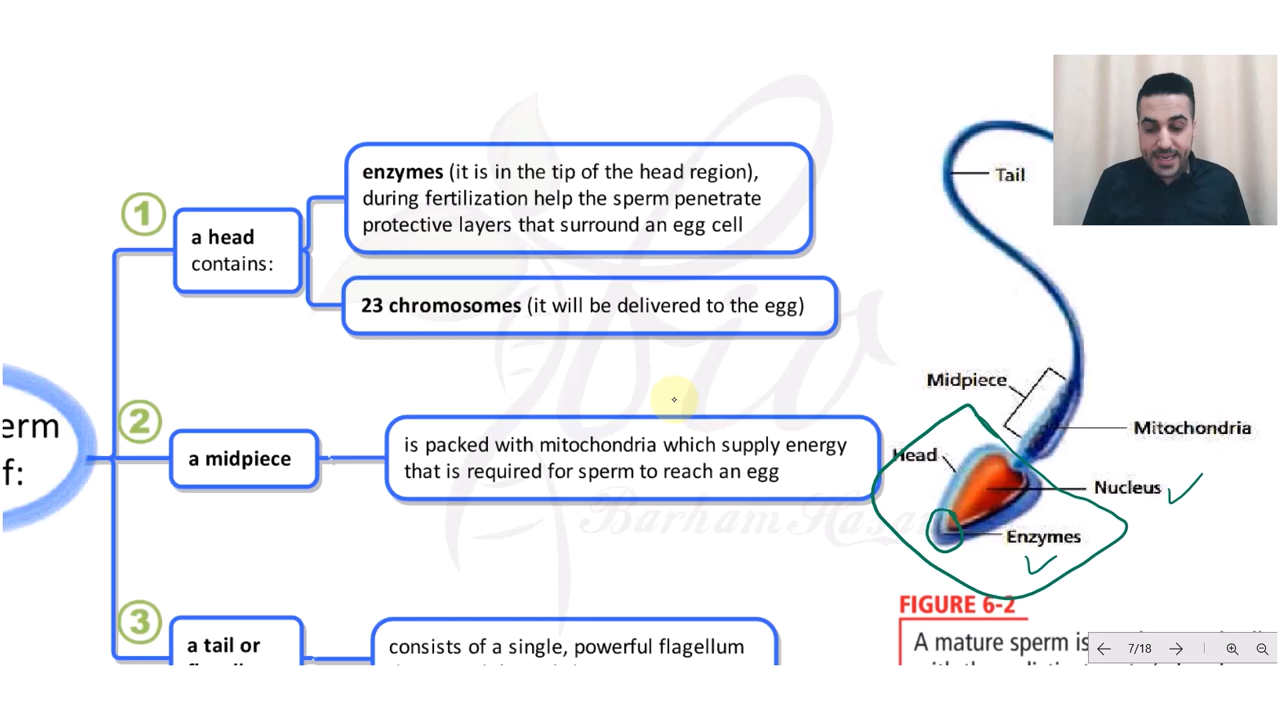 1
a head
contains:
enzymes (it is in the tip of the head region),
during fertilization help the sperm penetrate
protective layers that surround an egg cell
23 chromosomes (it will be delivered to the egg)
erm
f:
2
a midpiece
is packed with mitochondria which supply energy
that is required for sperm to reach an egg
3
a tail or
consists of a single, powerful flagellum
Tail
Midpiece
Mitochondria
Head
Nucleus
Enzymes
Barham Hasa
FIGURE 6-2
A mature sperm is
7/18